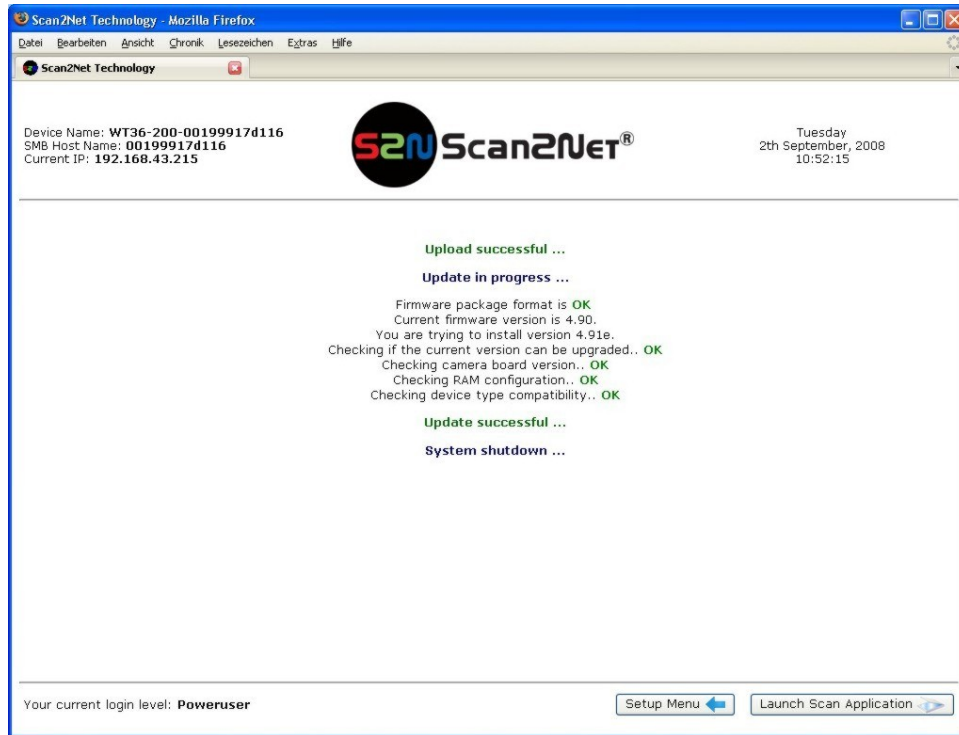 Scan2Net Technology - Mozilla Firefox
Datei Bearbeiten Ansicht Chronik Lesezeichen Extras Hilfe
Scan2Net Technology
Device Name: WT36-200-00199917d116
SMB Host Name: 00199917d116
Current IP: 192.168.43.215
S2N Scan2Net®
Tuesday
2th September, 2008
10:52:15
Upload successful ...
Update in progress ...
Firmware package format is OK
Current firmware version is 4.90.
You are trying to install version 4.91e.
Checking if the current version can be upgraded.. OK
Checking camera board version.. OK
Checking RAM configuration.. OK
Checking device type compatibility.. OK
Update successful ...
System shutdown ...
Your current login level: Poweruser
Setup Menu
Launch Scan Application